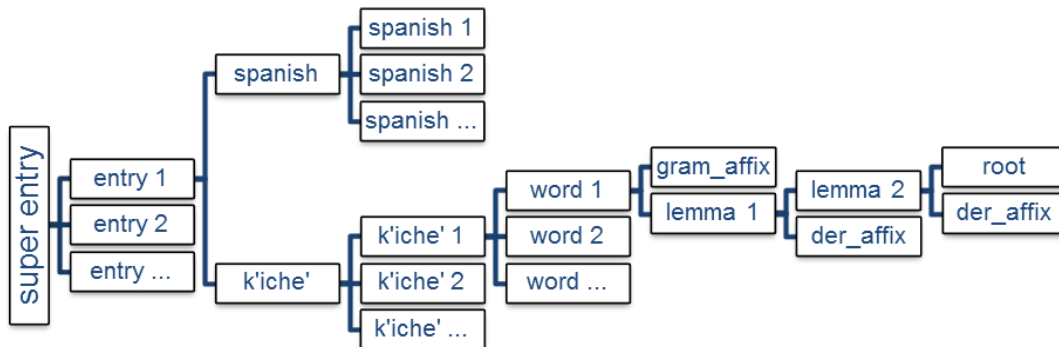 super entry
entry 1
entry 2
entry ...
spanish
spanish 1
spanish 2
spanish ...
k'iche'
k'iche' 1
k'iche' 2
k'iche' ...
word 1
word 2
word ...
gram_affix
lemma 1
lemma 2
der_affix
root
der_affix